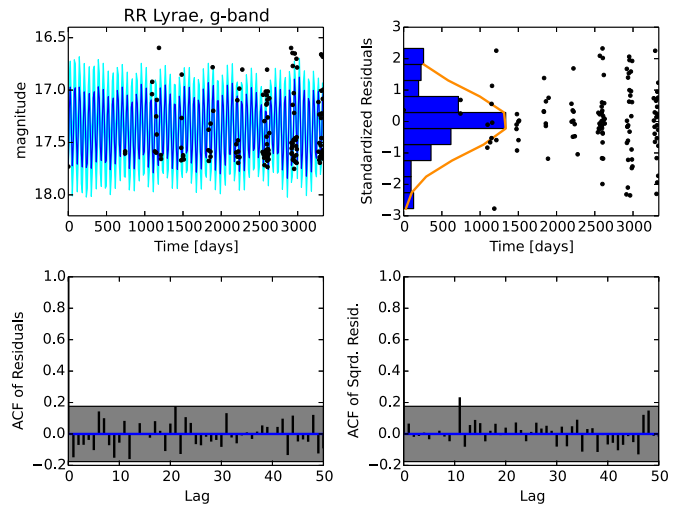 RR Lyrae, g-band
16.5
17.0
17.5
18.0
magnitude
0 500 1000 1500 2000 2500 3000
Time [days]
3
2
1
0
−1
−2
−3
Standardized Residuals
0 500 1000 1500 2000 2500 3000
Time [days]
1.0
0.8
0.6
0.4
0.2
0.0
−0.2
ACF of Residuals
0 10 20 30 40 50
Lag
1.0
0.8
0.6
0.4
0.2
0.0
−0.2
ACF of Sqrd. Resid.
0 10 20 30 40 50
Lag